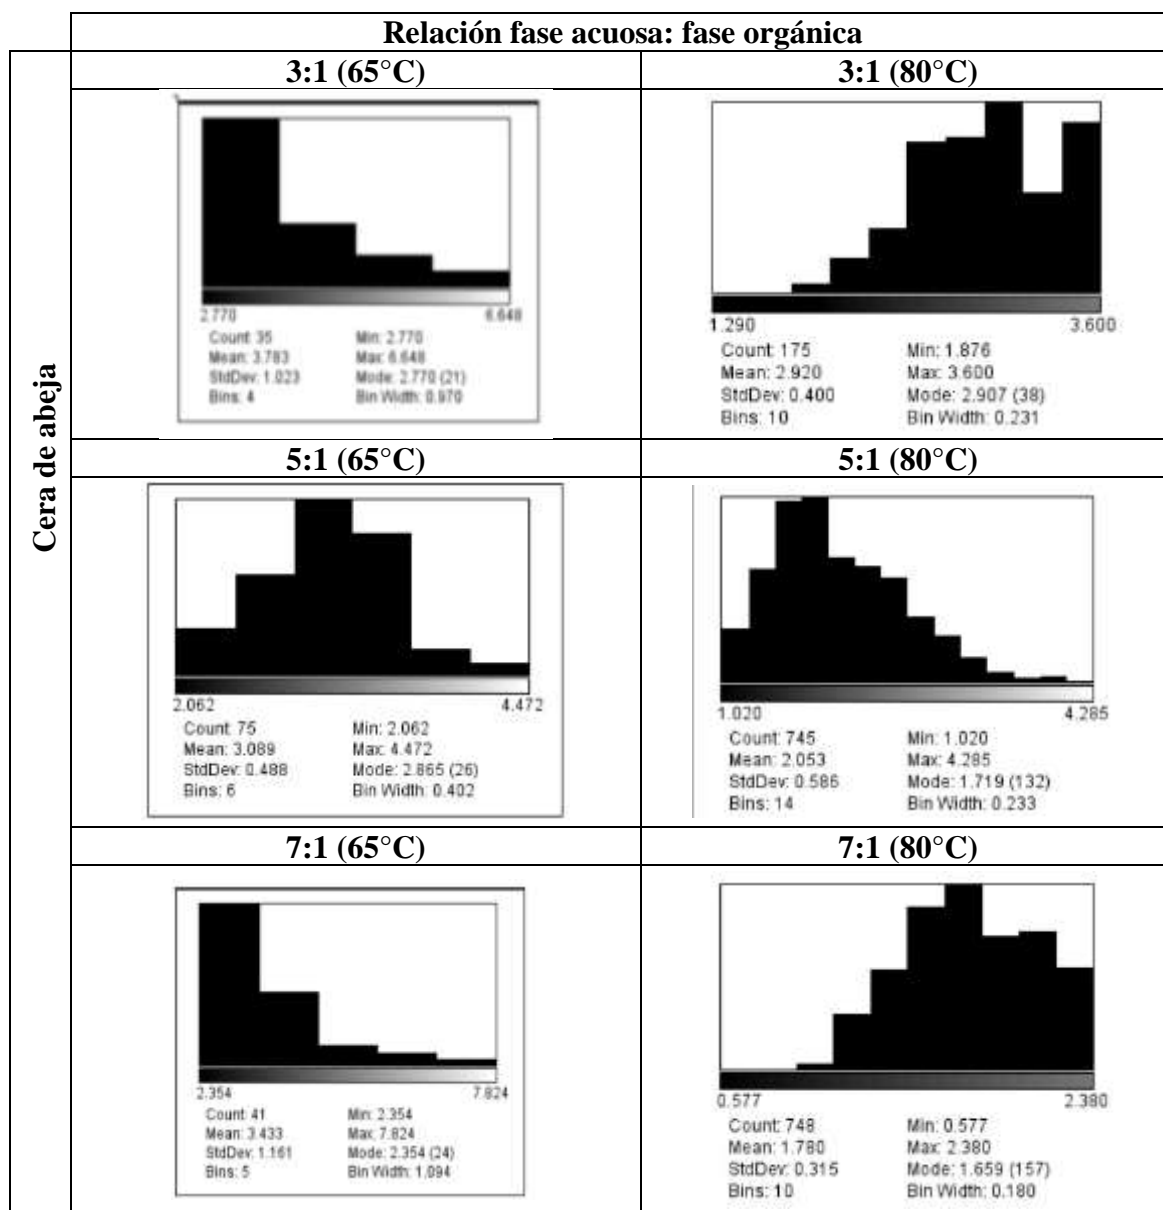 Relación fase acuosa: fase orgánica
Cera de abeja
3:1 (65°C)
2.770 6.648
Count: 35 Min: 2.770
Mean: 3.783 Max: 6.648
StdDev: 1.023 Mode: 2.770 (21)
Bins: 4 Bin Width: 0.970
3:1 (80°C)
1.290 3.600
Count: 175 Min: 1.876
Mean: 2.920 Max: 3.600
StdDev: 0.400 Mode: 2.907 (38)
Bins: 10 Bin Width: 0.231
5:1 (65°C)
2.062 4.472
Count: 75 Min: 2.062
Mean: 3.089 Max: 4.472
StdDev: 0.488 Mode: 2.865 (26)
Bins: 6 Bin Width: 0.402
5:1 (80°C)
1.020 4.285
Count: 745 Min: 1.020
Mean: 2.053 Max: 4.285
StdDev: 0.586 Mode: 1.719 (132)
Bins: 14 Bin Width: 0.233
7:1 (65°C)
2.354 7.824
Count: 41 Min: 2.354
Mean: 3.433 Max: 7.824
StdDev: 1.161 Mode: 2.354 (24)
Bins: 5 Bin Width: 1.094
7:1 (80°C)
0.577 2.380
Count: 748 Min: 0.577
Mean: 1.780 Max: 2.380
StdDev: 0.315 Mode: 1.659 (157)
Bins: 10 Bin Width: 0.180